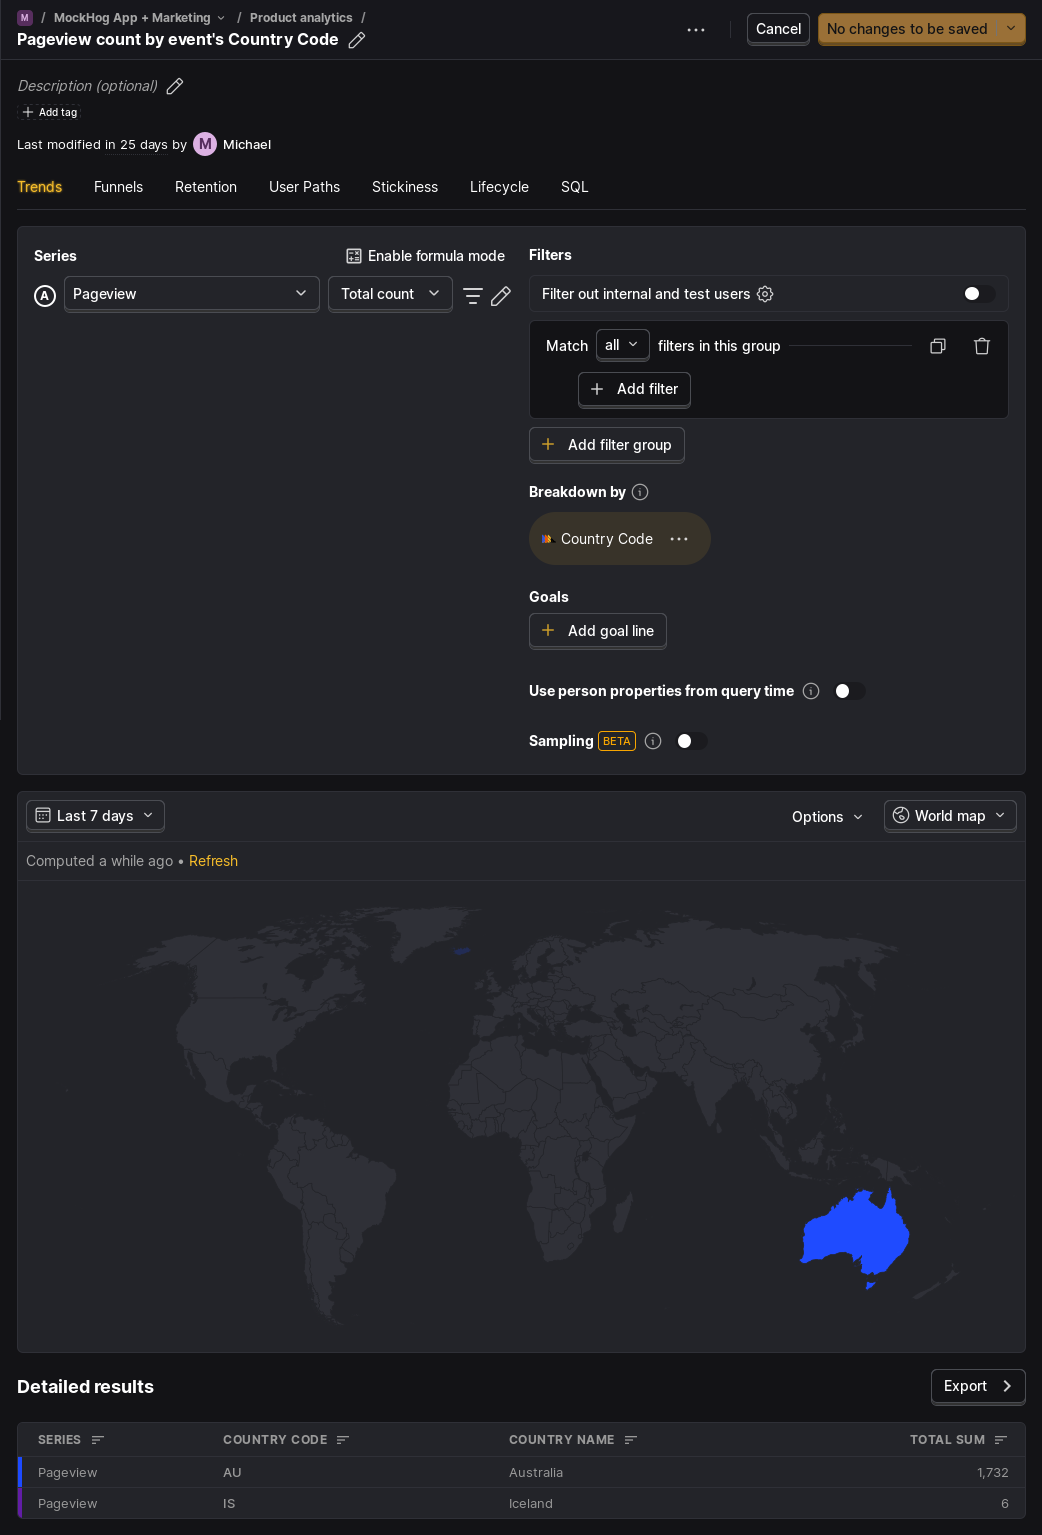 M / MockHog App + Marketing / Product analytics /
Pageview count by event's Country Code
Cancel
No changes to be saved
Description (optional)
Add tag
Last modified in 25 days by M Michael
Trends Funnels Retention User Paths Stickiness Lifecycle SQL
Series
Enable formula mode
A Pageview Total count
Filters
Filter out internal and test users
Match all filters in this group
Add filter
Add filter group
Breakdown by
Country Code
Goals
Add goal line
Use person properties from query time
Sampling BETA
Last 7 days
Options
World map
Computed a while ago • Refresh
Detailed results
Export
SERIES COUNTRY CODE COUNTRY NAME TOTAL SUM
Pageview AU Australia 1,732
Pageview IS Iceland 6